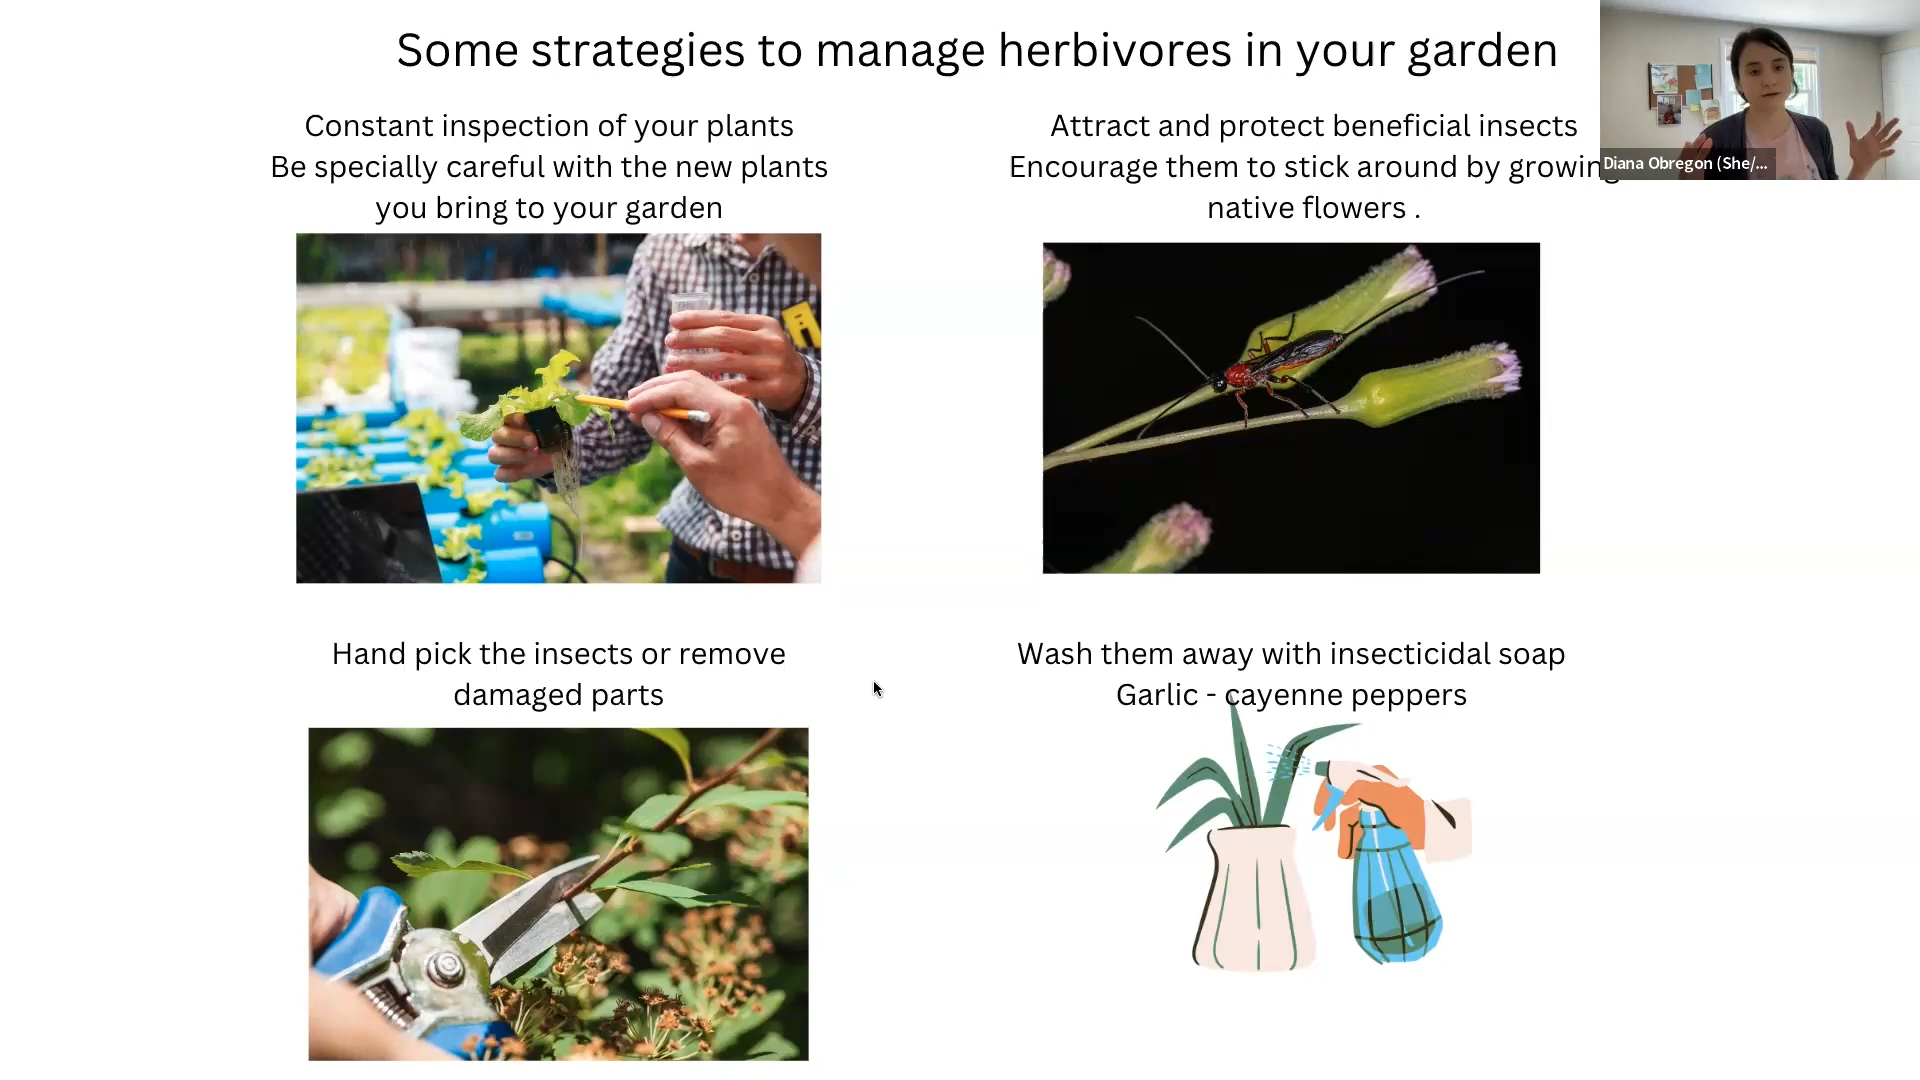 Some strategies to manage herbivores in your garden
Constant inspection of your plants
Be specially careful with the new plants
you bring to your garden
Attract and protect beneficial insects
Encourage them to stick around by growing
native flowers .
Diana Obregon (She/...
Hand pick the insects or remove
damaged parts
Wash them away with insecticidal soap
Garlic - cayenne peppers